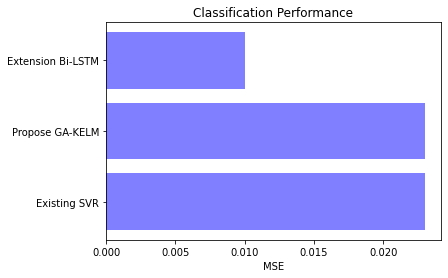 Classification Performance
Extension Bi-LSTM
Propose GA-KELM
Existing SVR
0.000 0.005 0.010 0.015 0.020
MSE